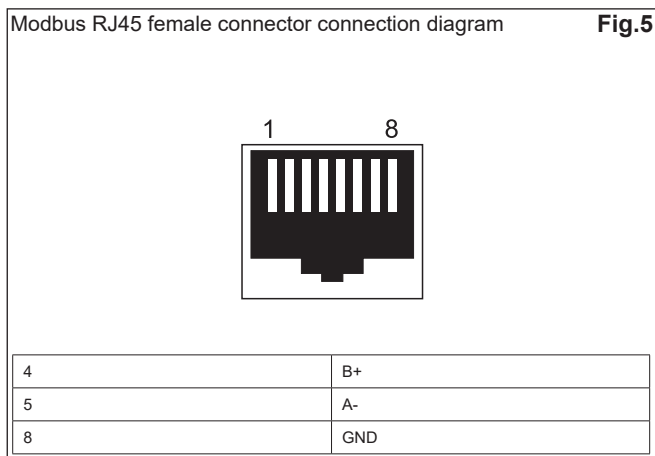 Modbus RJ45 female connector connection diagram Fig.5
1 8
4 B+
5 A-
8 GND